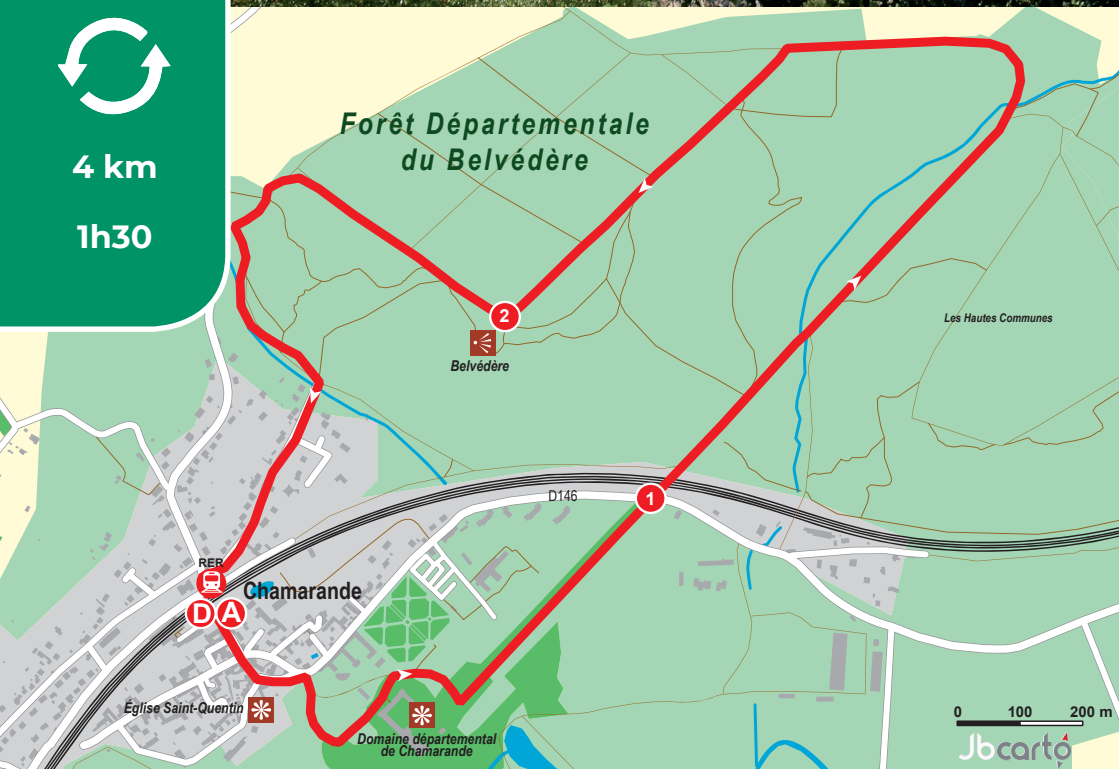 4 km
1h30
Forêt Départementale
du Belvédère
2
Belvédère
Les Hautes Communes
1
D146
RER
Chamarande
D A
Église Saint-Quentin
Domaine départemental
de Chamarande
0 100 200 m
Jbcarto